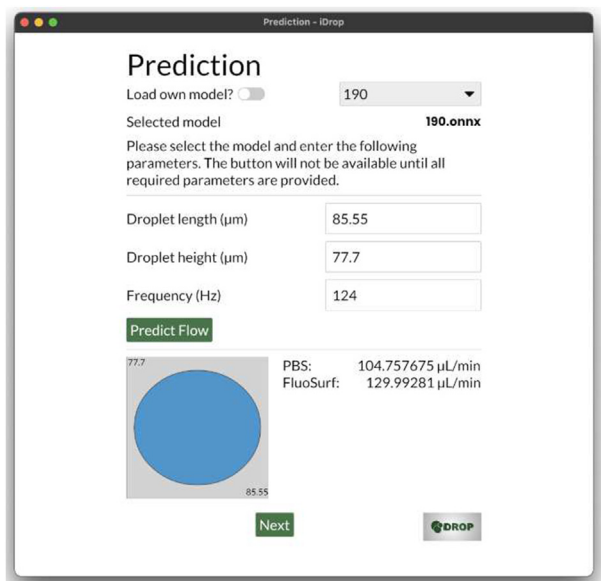 Prediction - iDrop
Prediction
Load own model?
190
Selected model
190.onnx
Please select the model and enter the following
parameters. The button will not be available until all
required parameters are provided.
Droplet length (µm)
85.55
Droplet height (µm)
77.7
Frequency (Hz)
124
Predict Flow
77.7
85.55
PBS: 104.757675 µL/min
FluoSurf: 129.99281 µL/min
Next
iDROP